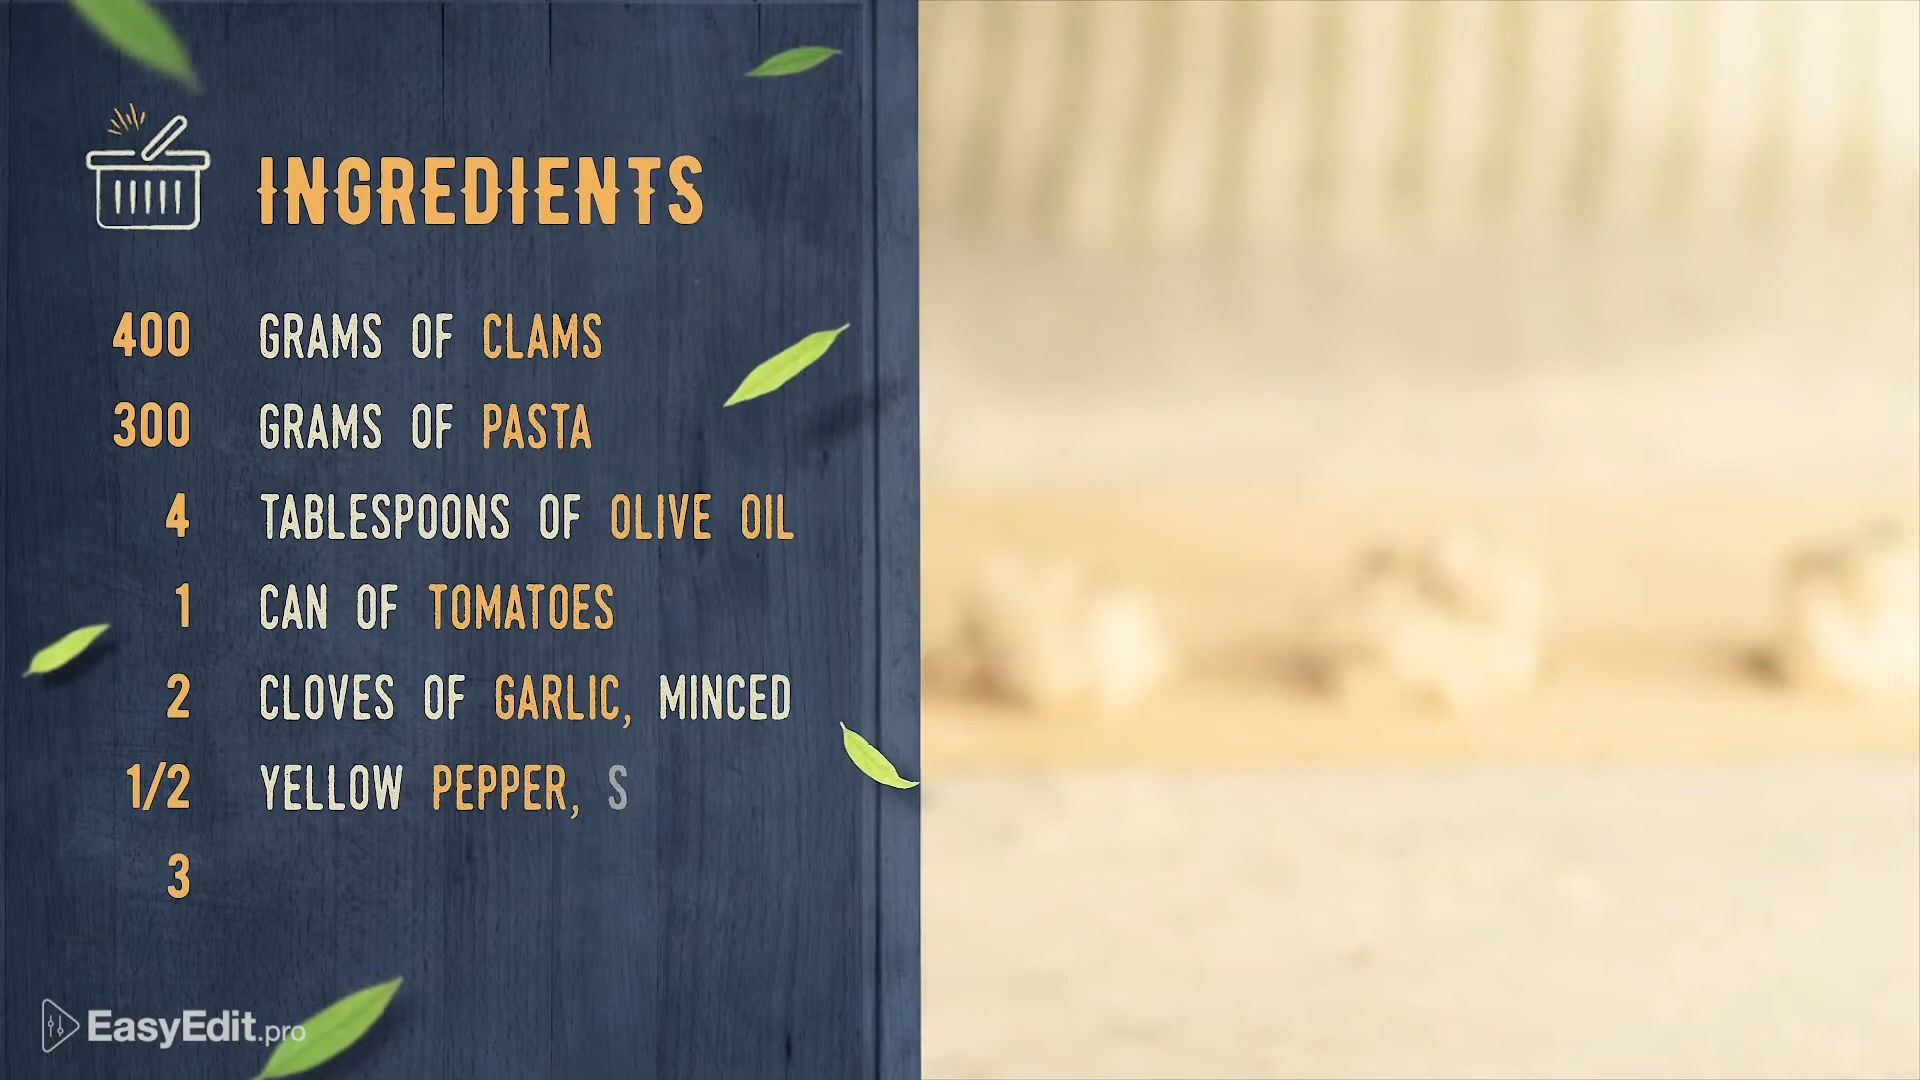 INGREDIENTS
400 GRAMS OF CLAMS
300 GRAMS OF PASTA
4 TABLESPOONS OF OLIVE OIL
1 CAN OF TOMATOES
2 CLOVES OF GARLIC, MINCED
1/2 YELLOW PEPPER, S
3
EasyEdit.pro